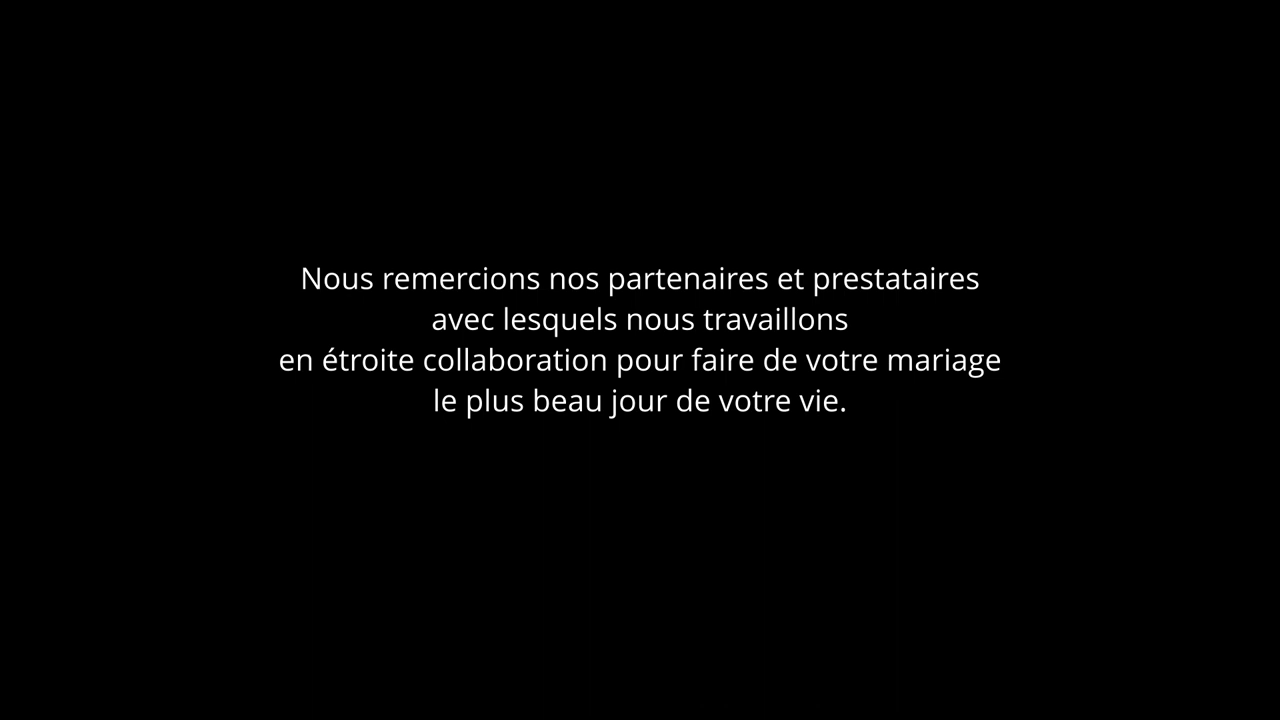 Nous remercions nos partenaires et prestataires
avec lesquels nous travaillons
en étroite collaboration pour faire de votre mariage
le plus beau jour de votre vie.